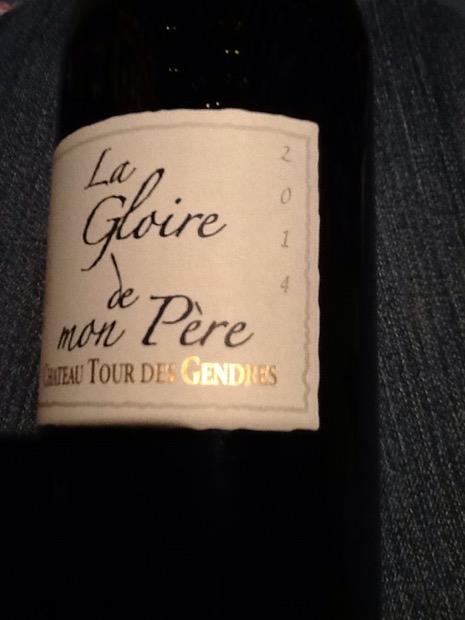 La
Gloire
de
mon Père
CHATEAU TOUR DES GENDRES
2014